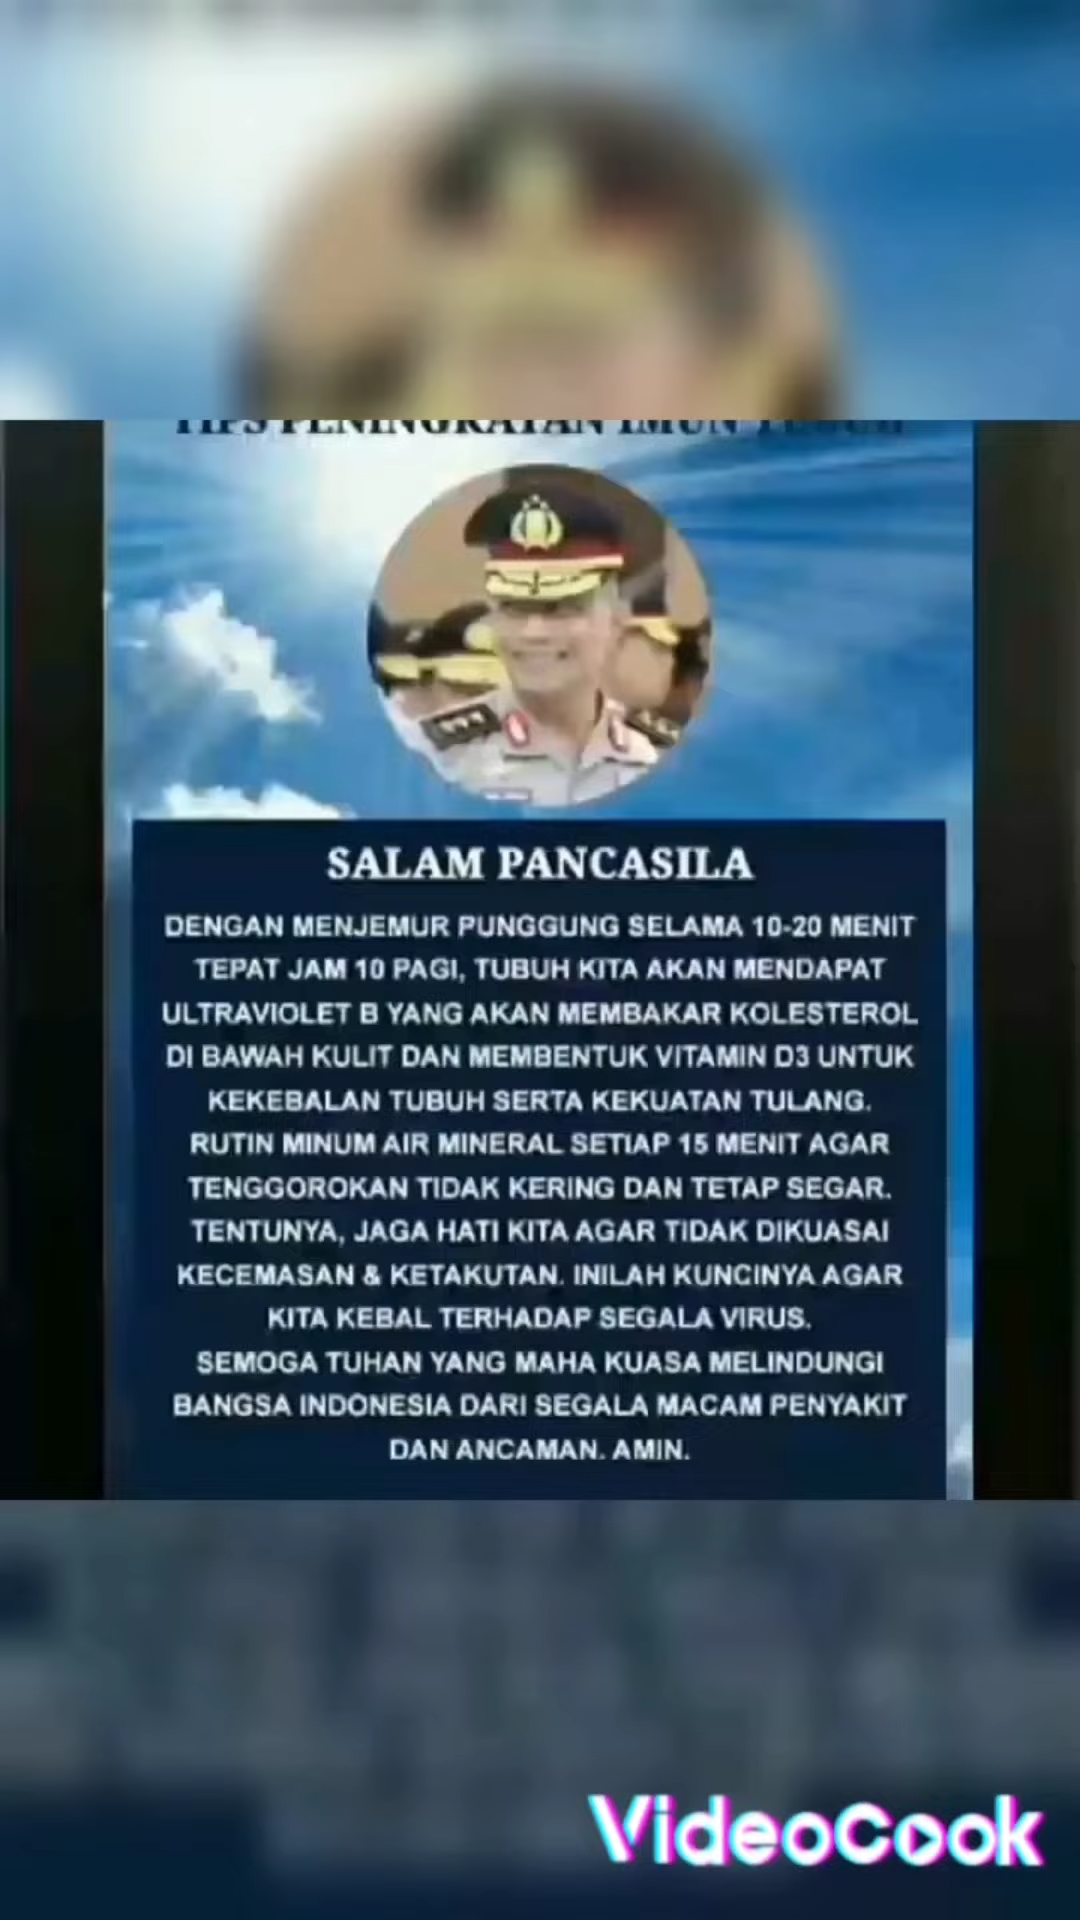 TIPS PENINGKATAN IMUN TUBUH
SALAM PANCASILA
DENGAN MENJEMUR PUNGGUNG SELAMA 10-20 MENIT
TEPAT JAM 10 PAGI, TUBUH KITA AKAN MENDAPAT
ULTRAVIOLET B YANG AKAN MEMBAKAR KOLESTEROL
DI BAWAH KULIT DAN MEMBENTUK VITAMIN D3 UNTUK
KEKEBALAN TUBUH SERTA KEKUATAN TULANG.
RUTIN MINUM AIR MINERAL SETIAP 15 MENIT AGAR
TENGGOROKAN TIDAK KERING DAN TETAP SEGAR.
TENTUNYA, JAGA HATI KITA AGAR TIDAK DIKUASAI
KECEMASAN & KETAKUTAN. INILAH KUNCINYA AGAR
KITA KEBAL TERHADAP SEGALA VIRUS.
SEMOGA TUHAN YANG MAHA KUASA MELINDUNGI
BANGSA INDONESIA DARI SEGALA MACAM PENYAKIT
DAN ANCAMAN. AMIN.
VideoCook